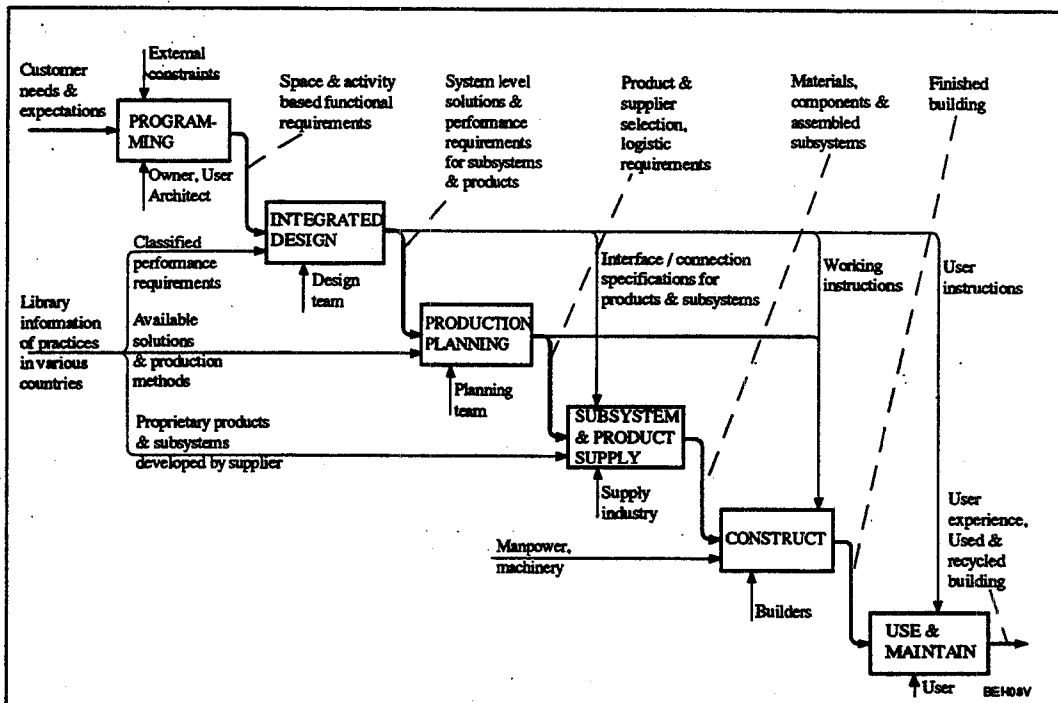 External
constraints
Customer
needs &
expectations
PROGRAM-
MING
Owner, User
Architect
Space & activity
based functional
requirements
System level
solutions &
performance
requirements
for subsystems
& products
Product &
supplier
selection,
logistic
requirements
Materials,
components &
assembled
subsystems
Finished
building
INTEGRATED
DESIGN
Design
team
Classified
performance
requirements
Library
information
of practices
in various
countries
Available
solutions
& production
methods
Proprietary products
& subsystems
developed by supplier
Interface / connection
specifications for
products & subsystems
Working
instructions
User
instructions
PRODUCTION
PLANNING
Planning
team
SUBSYSTEM
& PRODUCT
SUPPLY
Supply
industry
Manpower,
machinery
CONSTRUCT
Builders
User
experience,
Used &
recycled
building
USE &
MAINTAIN
User
BEH08V